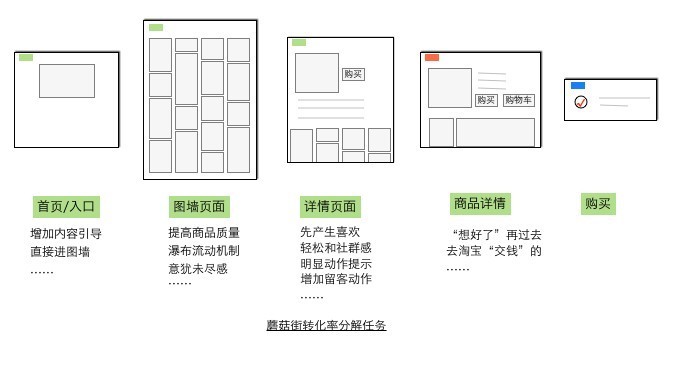 购买
购买
购物车
首页/入口
图墙页面
详情页面
商品详情
购买
增加内容引导
直接进图墙
......
提高商品质量
瀑布流动机制
意犹未尽感
......
先产生喜欢
轻松和社群感
明显动作提示
增加留客动作
......
“想好了”再过去
去淘宝“交钱”的
......
蘑菇街转化率分解任务